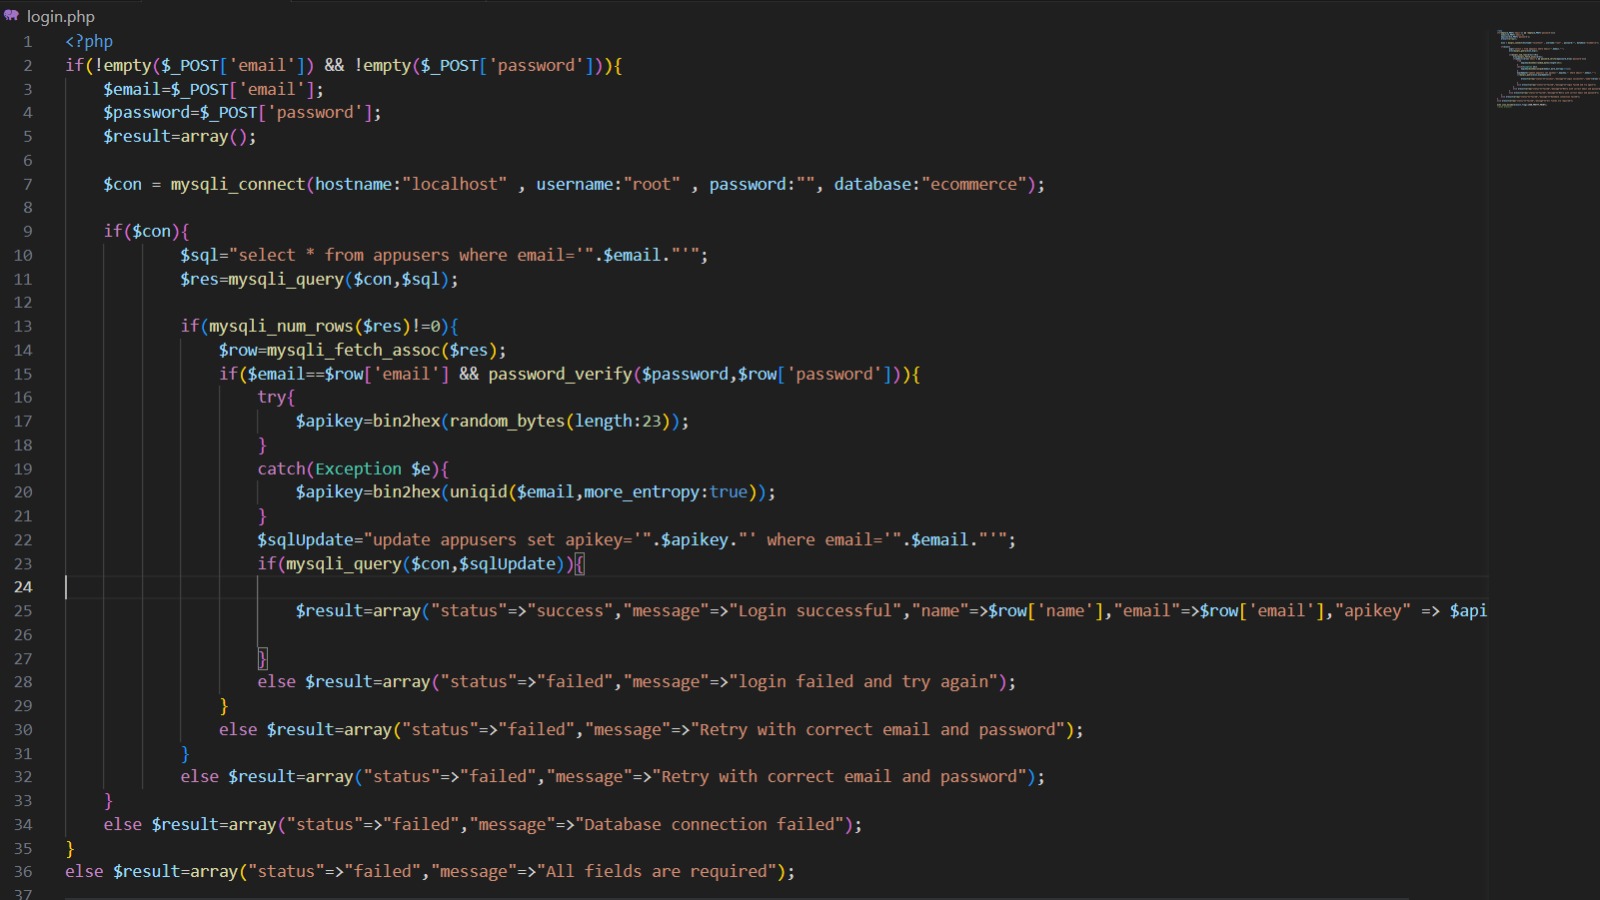 login.php
1 <?php
2 if(!empty($_POST['email']) && !empty($_POST['password'])){
3 $email=$_POST['email'];
4 $password=$_POST['password'];
5 $result=array();
6
7 $con = mysqli_connect(hostname:"localhost" , username:"root" , password:"", database:"ecommerce");
8
9 if($con){
10 $sql="select * from appusers where email='".$email."'";
11 $res=mysqli_query($con,$sql);
12
13 if(mysqli_num_rows($res)!=0){
14 $row=mysqli_fetch_assoc($res);
15 if($email==$row['email'] && password_verify($password,$row['password'])){
16 try{
17 $apikey=bin2hex(random_bytes(length:23));
18 }
19 catch(Exception $e){
20 $apikey=bin2hex(uniqid($email,more_entropy:true));
21 }
22 $sqlUpdate="update appusers set apikey='".$apikey."' where email='".$email."'";
23 if(mysqli_query($con,$sqlUpdate)){
24
25 $result=array("status"=>"success","message"=>"Login successful","name"=>$row['name'],"email"=>$row['email'],"apikey" => $api
26
27 }
28 else $result=array("status"=>"failed","message"=>"login failed and try again");
29 }
30 else $result=array("status"=>"failed","message"=>"Retry with correct email and password");
31 }
32 else $result=array("status"=>"failed","message"=>"Retry with correct email and password");
33 }
34 else $result=array("status"=>"failed","message"=>"Database connection failed");
35 }
36 else $result=array("status"=>"failed","message"=>"All fields are required");
37